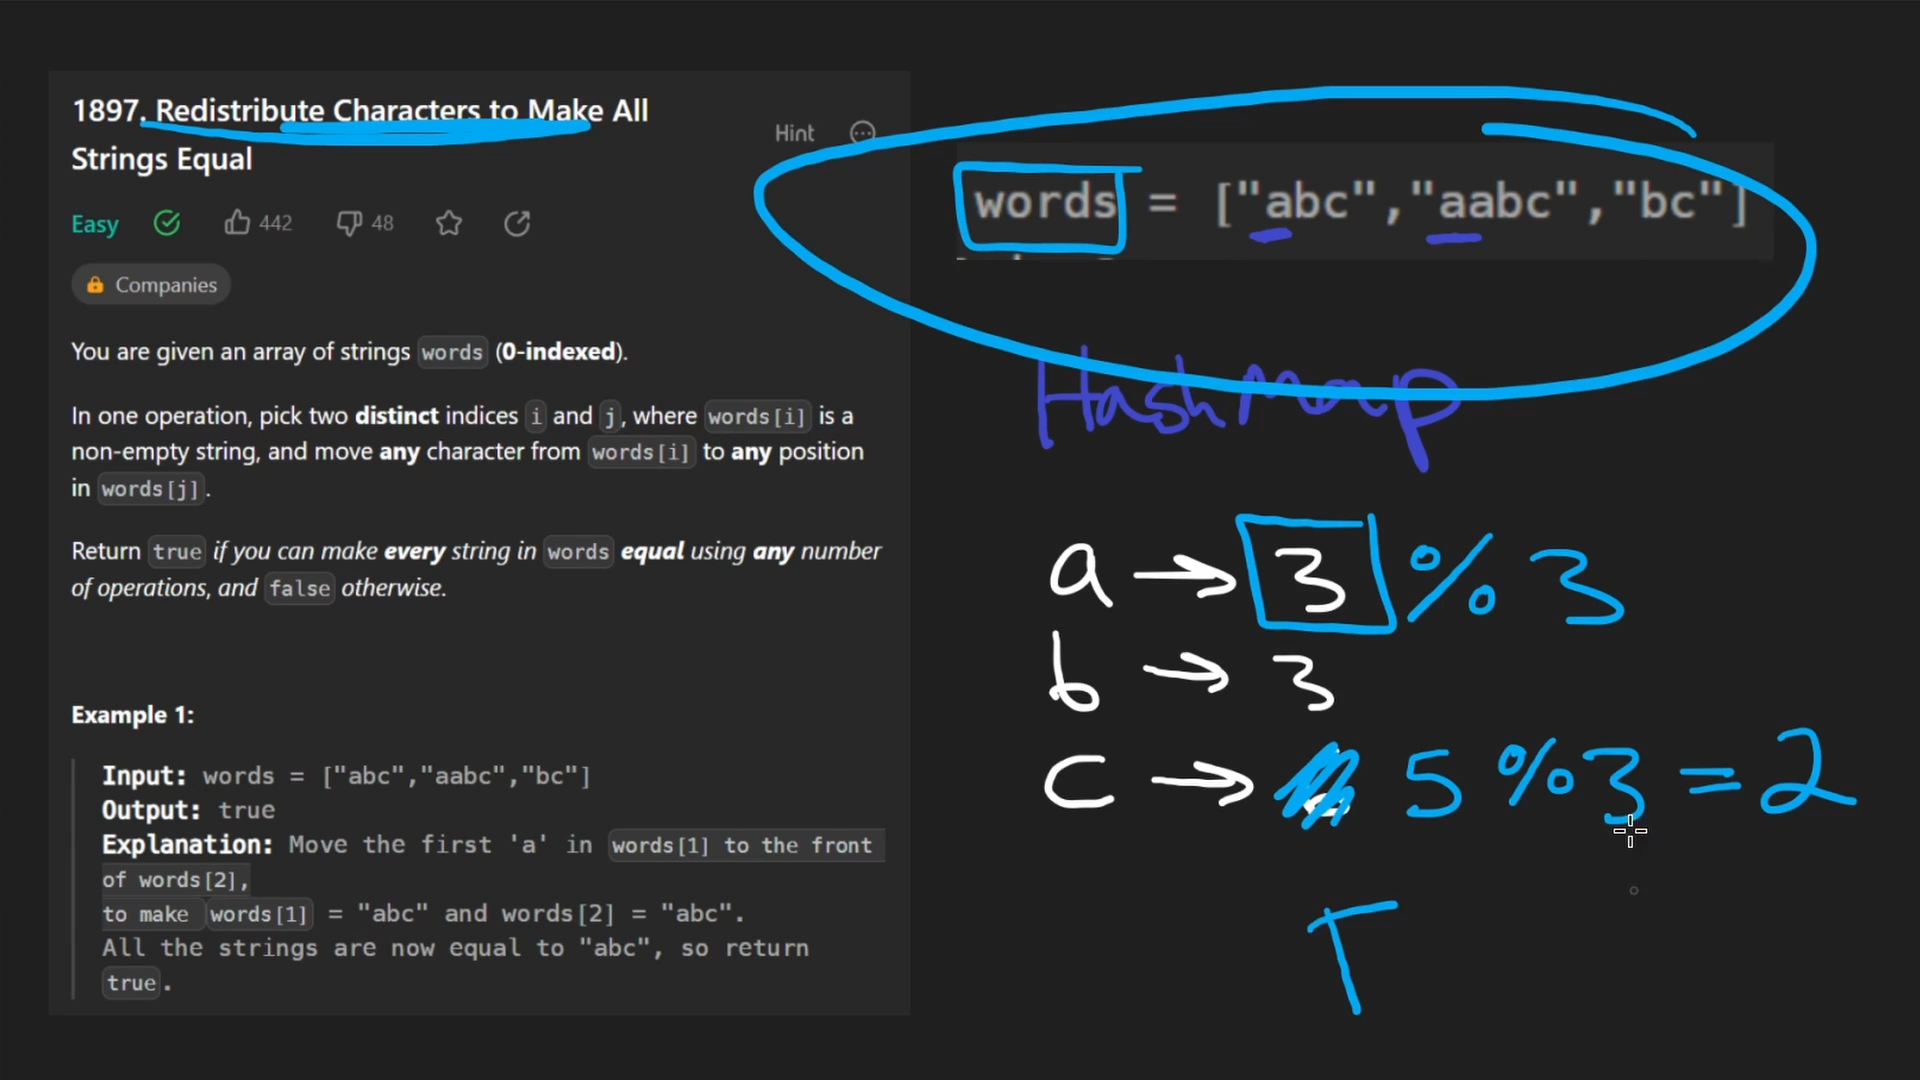 1897. Redistribute Characters to Make All
Strings Equal
Hint
Easy 442 48
Companies
You are given an array of strings words (0-indexed).
In one operation, pick two distinct indices i and j, where words[i] is a
non-empty string, and move any character from words[i] to any position
in words[j].
Return true if you can make every string in words equal using any number
of operations, and false otherwise.
Example 1:
Input: words = ["abc","aabc","bc"]
Output: true
Explanation: Move the first 'a' in words[1] to the front
of words[2],
to make words[1] = "abc" and words[2] = "abc".
All the strings are now equal to "abc", so return
true.
words = ["abc","aabc","bc"]
HashMap
a → 3 % 3
b → 3
c → 5 % 3 = 2
T